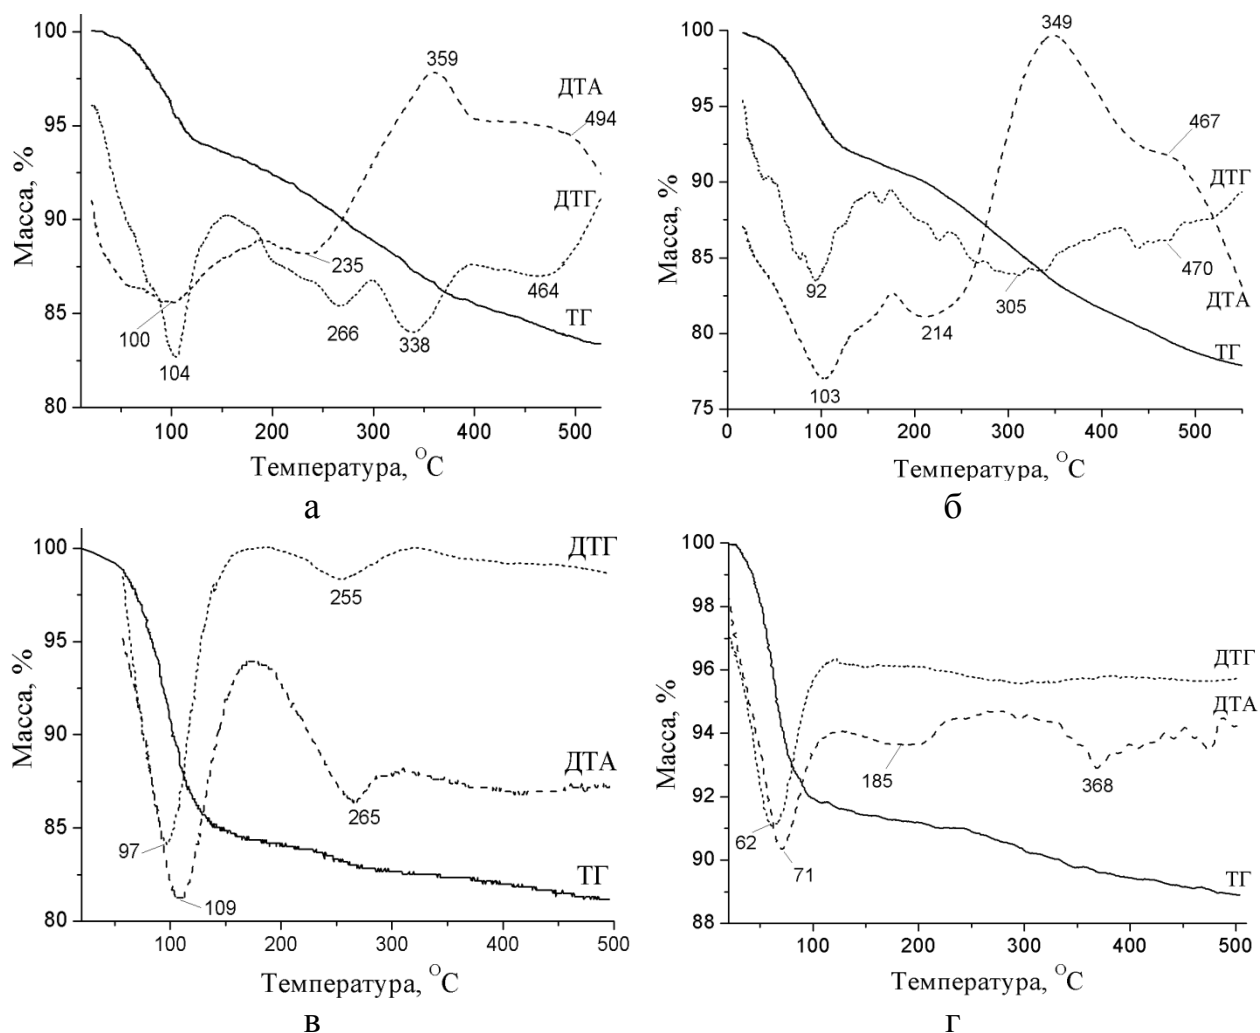 359
100
ДТА
494
95
ДТГ
Масса, %
90
235
464
85
100
266
338
ТГ
104
80
0 100 200 300 400 500
Температура, °C
а
349
100
467
95
ДТГ
Масса, %
90
470
85
92
305
ДТА
80
214
ТГ
103
75
0 100 200 300 400 500
Температура, °C
б
100
ДТГ
255
95
Масса, %
90
ДТА
265
85
97
ТГ
109
80
100 200 300 400 500
Температура, °C
в
100
98
96
ДТГ
Масса, %
ДТА
94
185
368
92
62
71
90
ТГ
88
100 200 300 400 500
Температура, °C
г